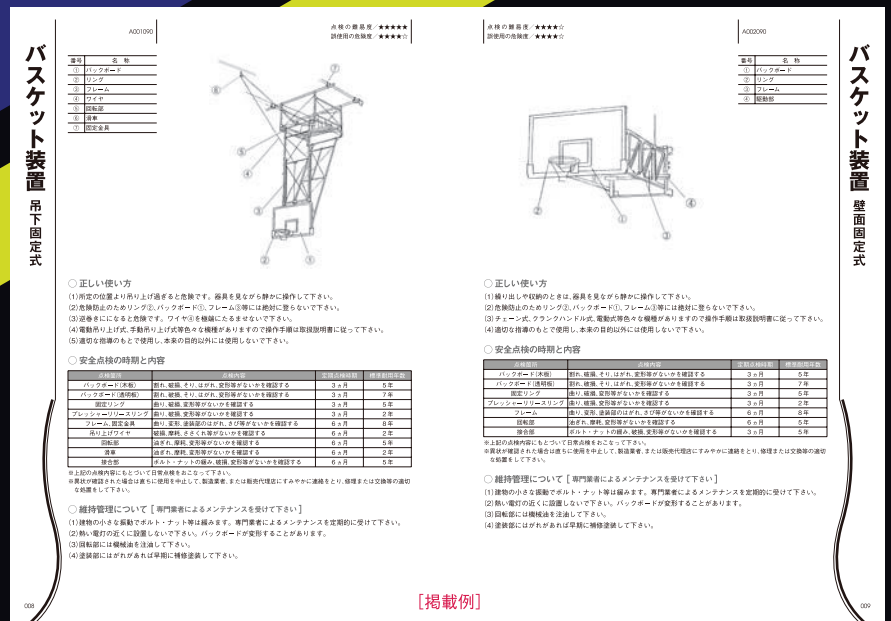 A001090
点検の難易度／★★★★★
誤使用の危険度／★★★★☆
バスケット装置 吊下固定式
番号 名 称
① バックボード
② リング
③ フレーム
④ ワイヤ
⑤ 回転部
⑥ 滑車
⑦ 固定金具
⑦
⑥
⑤
④
③
②
①
○ 正しい使い方
(1)所定の位置より吊り上げ過ぎると危険です。器具を見ながら静かに操作して下さい。
(2)危険防止のためリング②、バックボード①、フレーム③等には絶対に登らないで下さい。
(3)逆巻きにになると危険です。ワイヤ④を極端にたるませないで下さい。
(4)電動吊り上げ式、手動吊り上げ式等色々な機種がありますので操作手順は取扱説明書に従って下さい。
(5)適切な指導のもとで使用し、本来の目的以外には使用しないで下さい。
○ 安全点検の時期と内容
点検箇所 点検内容 定期点検時期 標準耐用年数
バックボード(木板) 割れ、破損、そり、はがれ、変形等がないかを確認する 3ヵ月 5年
バックボード(透明板) 割れ、破損、そり、はがれ、変形等がないかを確認する 3ヵ月 7年
固定リング 曲り、破損、変形等がないかを確認する 3ヵ月 5年
プレッシャーリリースリング 曲り、破損、変形等がないかを確認する 3ヵ月 2年
フレーム、固定金具 曲り、変形、塗装部のはがれ、さび等がないかを確認する 6ヵ月 8年
吊り上げワイヤ 破損、摩耗、ささくれ等がないかを確認する 6ヵ月 2年
回転部 油ぎれ、摩耗、変形等がないかを確認する 6ヵ月 5年
滑車 油ぎれ、摩耗、変形等がないかを確認する 6ヵ月 2年
接合部 ボルト・ナットの緩み、破損、変形等がないかを確認する 6ヵ月 5年
※上記の点検内容にもとづいて日常点検をおこなって下さい。
※異状が確認された場合は直ちに使用を中止して、製造業者、または販売代理店にすみやかに連絡をとり、修理または交換等の適切
な処置をして下さい。
○ 維持管理について［専門業者によるメンテナンスを受けて下さい］
(1)建物の小さな振動でボルト・ナット等は緩みます。専門業者によるメンテナンスを定期的に受けて下さい。
(2)熱い電灯の近くに設置しないで下さい。バックボードが変形することがあります。
(3)回転部には機械油を注油して下さい。
(4)塗装部にはがれがあれば早期に補修塗装して下さい。
008
点検の難易度／★★★★☆
誤使用の危険度／★★★★☆
A002090
バスケット装置 壁面固定式
番号 名 称
① バックボード
② リング
③ フレーム
④ 駆動部
④
②
①
③
○ 正しい使い方
(1)繰り出しや収納のときは、器具を見ながら静かに操作して下さい。
(2)危険防止のためリング②、バックボード①、フレーム③等には絶対に登らないで下さい。
(3)チェーン式、クランクハンドル式、電動式等色々な機種がありますので操作手順は取扱説明書に従って下さい。
(4)適切な指導のもとで使用し、本来の目的以外には使用しないで下さい。
○ 安全点検の時期と内容
点検箇所 点検内容 定期点検時期 標準耐用年数
バックボード(木板) 割れ、破損、そり、はがれ、変形等がないかを確認する 3ヵ月 5年
バックボード(透明板) 割れ、破損、そり、はがれ、変形等がないかを確認する 3ヵ月 7年
固定リング 曲り、破損、変形等がないかを確認する 3ヵ月 5年
プレッシャーリリースリング 曲り、破損、変形等がないかを確認する 3ヵ月 2年
フレーム 曲り、変形、塗装部のはがれ、さび等がないかを確認する 6ヵ月 8年
回転部 油ぎれ、摩耗、変形等がないかを確認する 6ヵ月 5年
接合部 ボルト・ナットの緩み、破損、変形等がないかを確認する 3ヵ月 5年
※上記の点検内容にもとづいて日常点検をおこなって下さい。
※異状が確認された場合は直ちに使用を中止して、製造業者、または販売代理店にすみやかに連絡をとり、修理または交換等の適切
な処置をして下さい。
○ 維持管理について［専門業者によるメンテナンスを受けて下さい］
(1)建物の小さな振動でボルト・ナット等は緩みます。専門業者によるメンテナンスを定期的に受けて下さい。
(2)熱い電灯の近くに設置しないで下さい。バックボードが変形することがあります。
(3)回転部には機械油を注油して下さい。
(4)塗装部にはがれがあれば早期に補修塗装して下さい。
009
［掲載例］